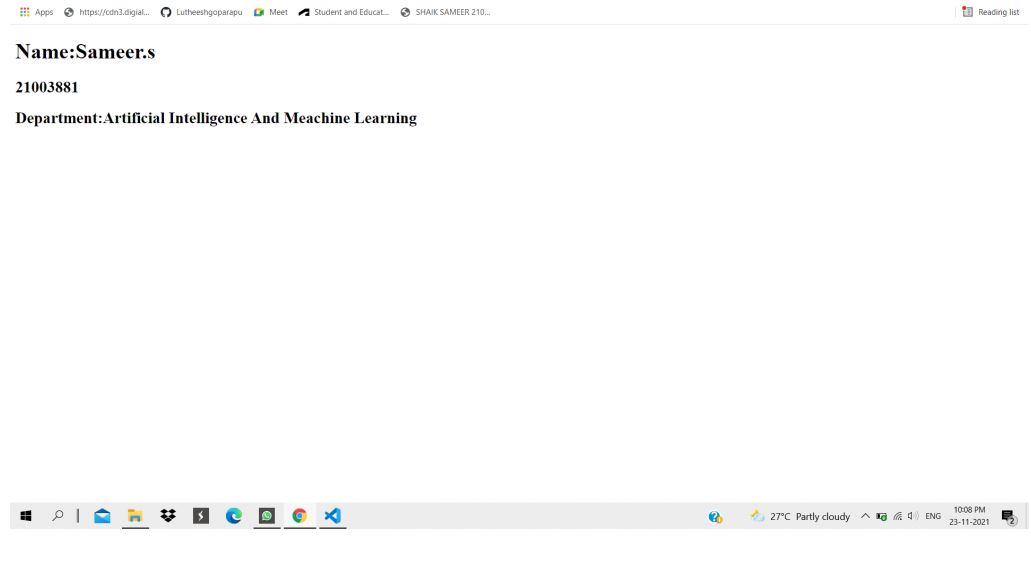 Apps https://cdn3.digial... Lutheeshgoparapu Meet Student and Educat... SHAIK SAMEER 210... Reading list
Name:Sameer.s
21003881
Department:Artificial Intelligence And Meachine Learning
27°C Partly cloudy ENG 10:08 PM
23-11-2021
2